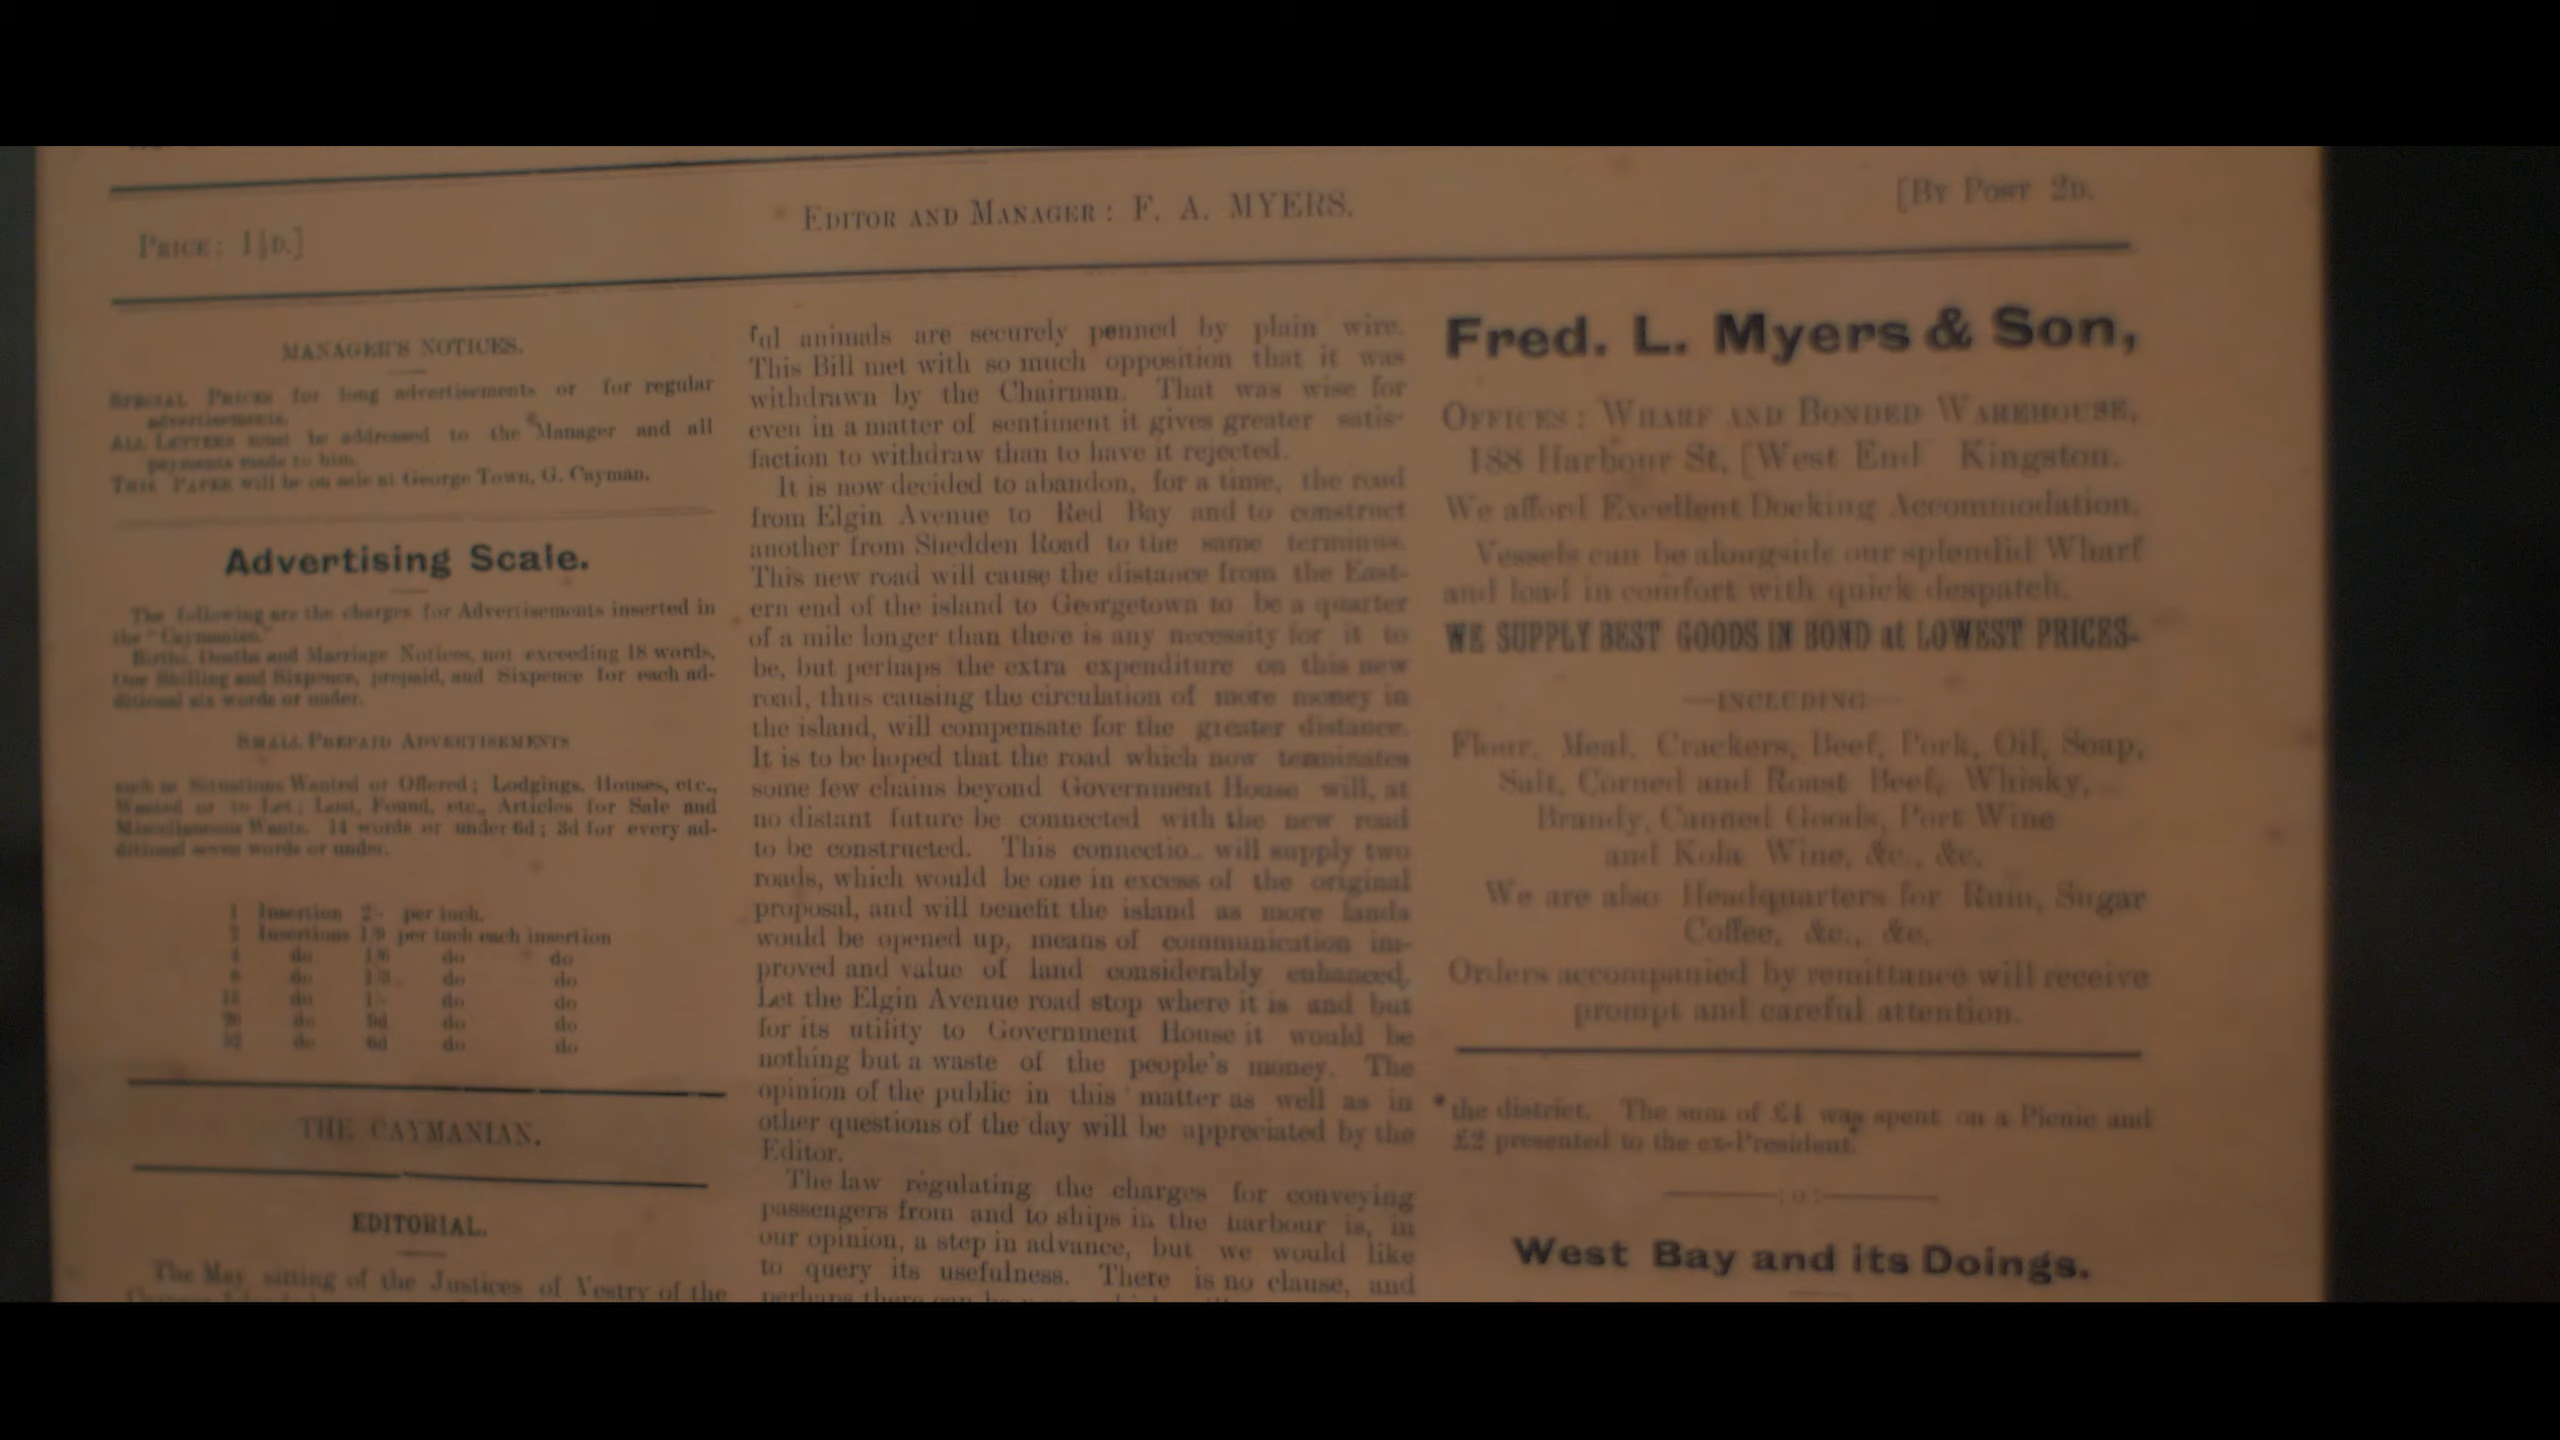 PRICE: 1½D.]
EDITOR AND MANAGER: F. A. MYERS.
[BY POST 2D.
MANAGER'S NOTICES.
SPECIAL PRICES for long advertisements or for regular
advertisements.
ALL LETTERS must be addressed to the Manager and all
payments made to him.
THIS PAPER will be on sale at George Town, G. Cayman.
Advertising Scale.
The following are the charges for Advertisements inserted in
the "Caymanian."
Births, Deaths and Marriage Notices, not exceeding 18 words,
One Shilling and Sixpence, prepaid, and Sixpence for each ad-
ditional six words or under.
SMALL PREPAID ADVERTISEMENTS
such as Situations Wanted or Offered; Lodgings, Houses, etc.,
Wanted or to Let; Lost, Found, etc., Articles for Sale and
Miscellaneous Wants. 14 words or under 6d; 3d for every ad-
ditional seven words or under.
1 Insertion 2/- per inch.
Insertions 1/9 per inch each insertion
do 1/6 do do
do 1/3 do do
do 1/- do do
26 do 9d do do
52 do 6d do do
THE CAYMANIAN.
EDITORIAL.
The May sitting of the Justices of Vestry of the
ful animals are securely penned by plain wire.
This Bill met with so much opposition that it was
withdrawn by the Chairman. That was wise for
even in a matter of sentiment it gives greater satis-
faction to withdraw than to have it rejected.
It is now decided to abandon, for a time, the road
from Elgin Avenue to Red Bay and to construct
another from Shedden Road to the same terminus.
This new road will cause the distance from the East-
ern end of the island to Georgetown to be a quarter
of a mile longer than there is any necessity for it to
be, but perhaps the extra expenditure on this new
road, thus causing the circulation of more money in
the island, will compensate for the greater distance.
It is to be hoped that the road which now terminates
some few chains beyond Government House will, at
no distant future be connected with the new road
to be constructed. This connectio.. will supply two
roads, which would be one in excess of the original
proposal, and will benefit the island as more lands
would be opened up, means of communication im-
proved and value of land considerably enhanced.
Let the Elgin Avenue road stop where it is and but
for its utility to Government House it would be
nothing but a waste of the people's money. The
opinion of the public in this matter as well as in
other questions of the day will be appreciated by the
Editor.
The law regulating the charges for conveying
passengers from and to ships in the harbour is, in
our opinion, a step in advance, but we would like
to query its usefulness. There is no clause, and
perhaps there can be
Fred. L. Myers & Son,
OFFICES: WHARF AND BONDED WAREHOUSE,
188 Harbour St, [West End Kingston.
We afford Excellent Docking Accommodation.
Vessels can be alongside our splendid Wharf
and load in comfort with quick despatch.
WE SUPPLY BEST GOODS IN BOND at LOWEST PRICES-
—INCLUDING—
Flour, Meal, Crackers, Beef, Pork, Oil, Soap,
Salt, Corned and Roast Beef, Whisky,
Brandy, Canned Goods, Port Wine
and Kola Wine, &c., &c.
We are also Headquarters for Rum, Sugar
Coffee, &c., &c.
Orders accompanied by remittance will receive
prompt and careful attention.
the district. The sum of £4 was spent on a Picnic and
£2 presented to the ex-President.
:o:
West Bay and its Doings.